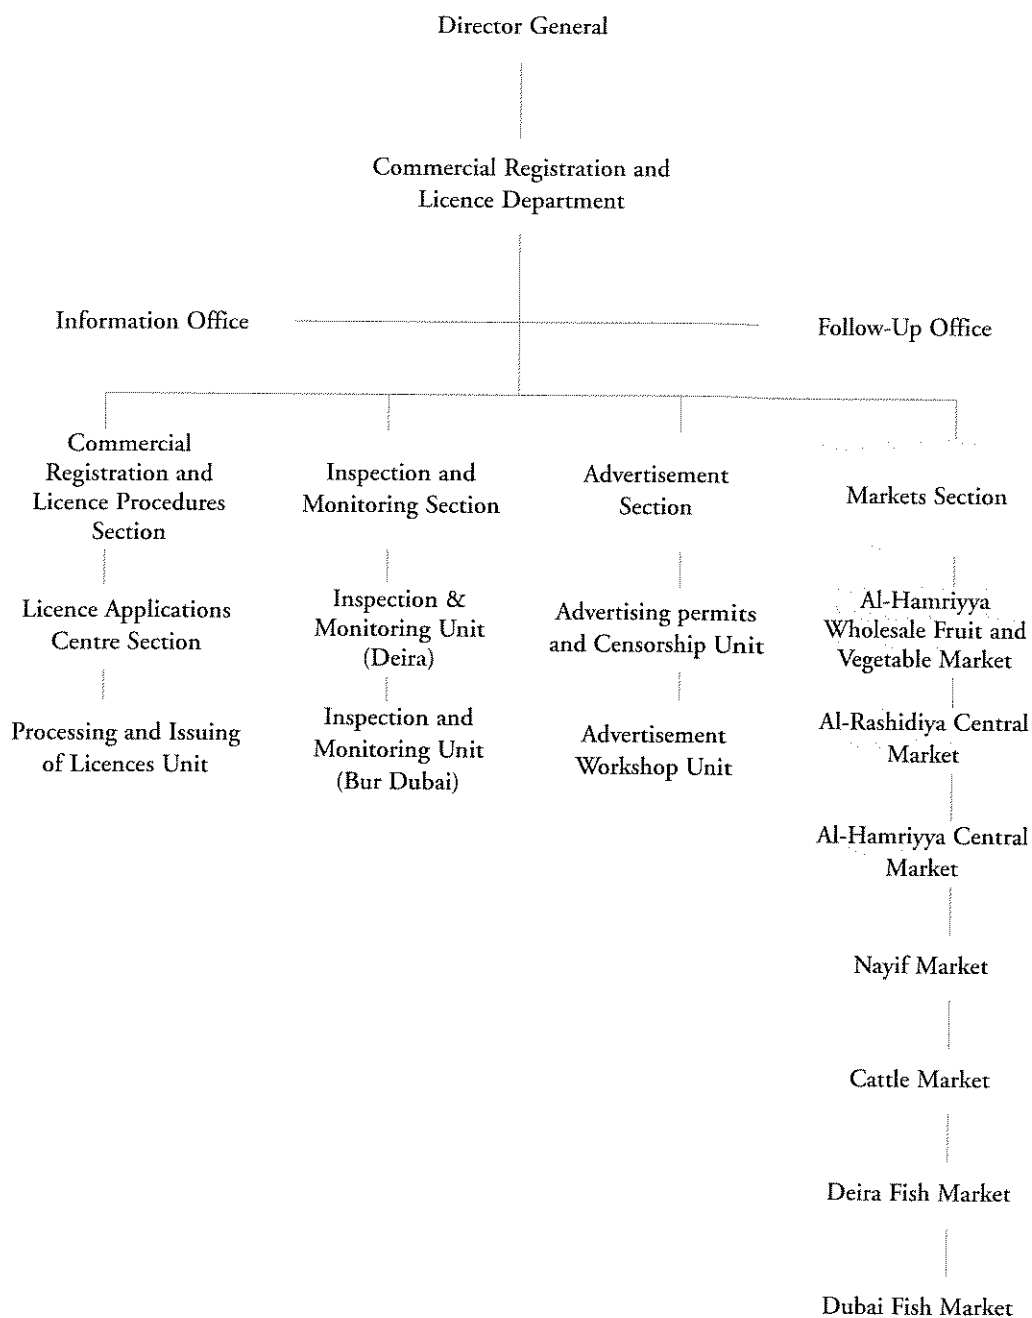 Director General
Commercial Registration and
Licence Department
Information Office
Follow-Up Office
Commercial
Registration and
Licence Procedures
Section
Inspection and
Monitoring Section
Advertisement
Section
Markets Section
Licence Applications
Centre Section
Inspection &
Monitoring Unit
(Deira)
Advertising permits
and Censorship Unit
Al-Hamriyya
Wholesale Fruit and
Vegetable Market
Processing and Issuing
of Licences Unit
Inspection and
Monitoring Unit
(Bur Dubai)
Advertisement
Workshop Unit
Al-Rashidiya Central
Market
Al-Hamriyya Central
Market
Nayif Market
Cattle Market
Deira Fish Market
Dubai Fish Market